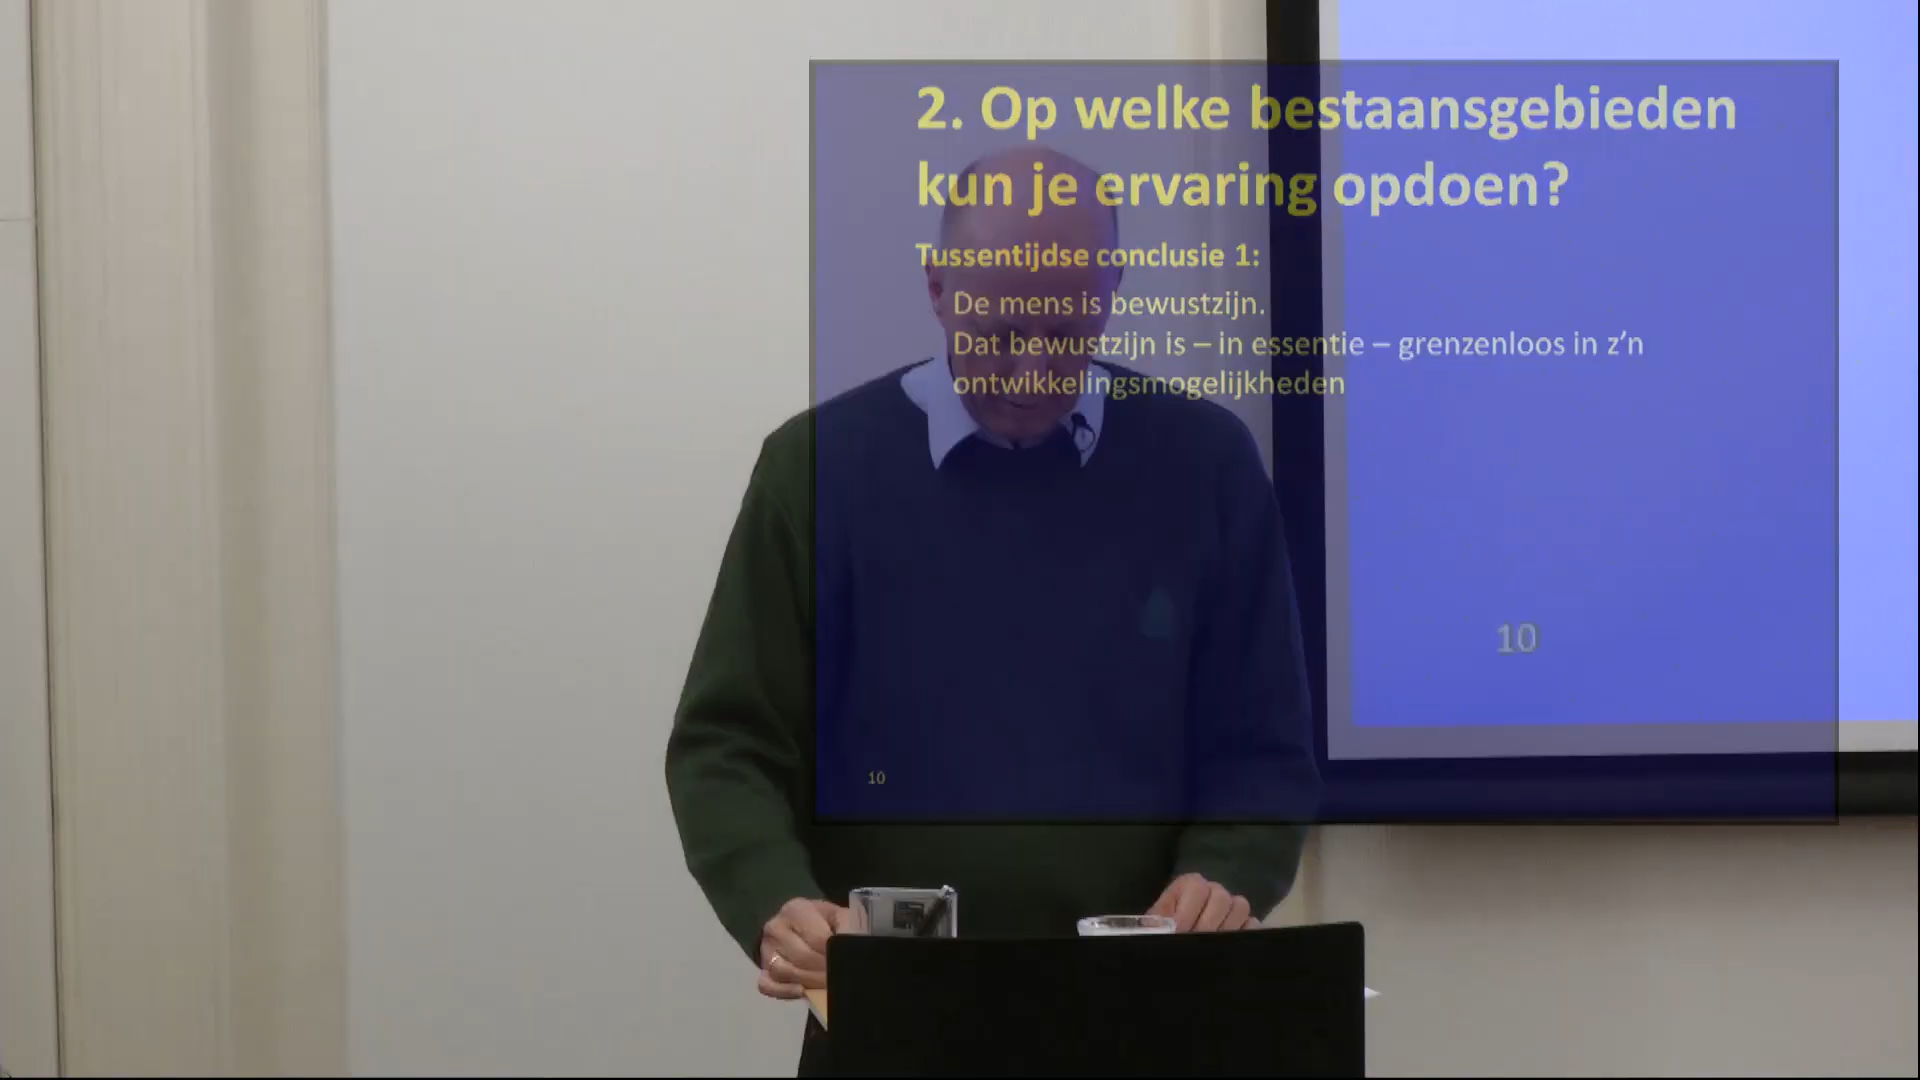 2. Op welke bestaansgebieden
kun je ervaring opdoen?
Tussentijdse conclusie 1:
De mens is bewustzijn.
Dat bewustzijn is – in essentie – grenzenloos in z’n
ontwikkelingsmogelijkheden
10
10